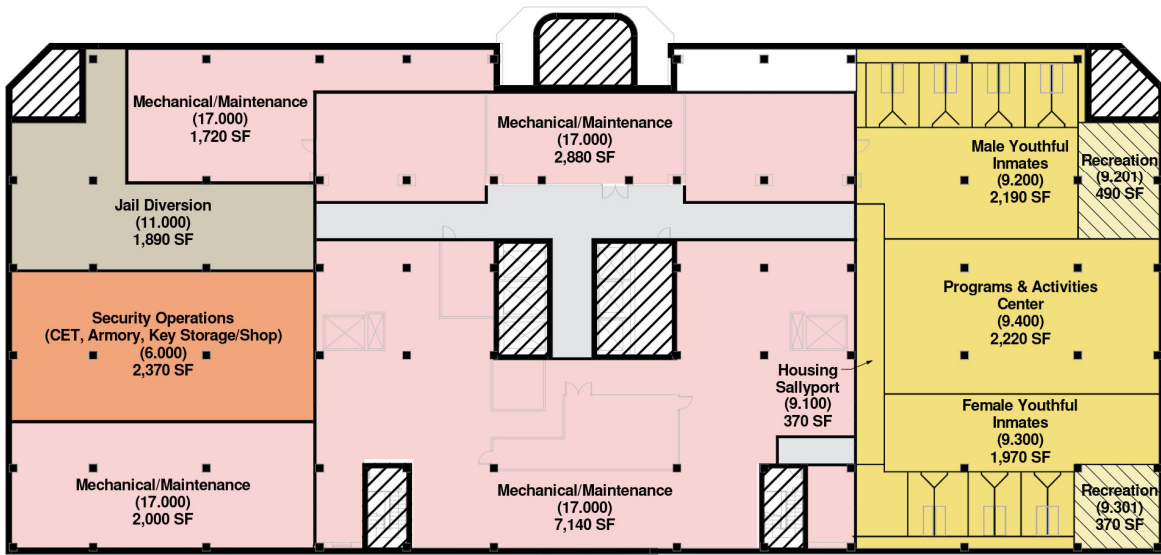 Mechanical/Maintenance
(17.000)
1,720 SF
Mechanical/Maintenance
(17.000)
2,880 SF
Male Youthful
Inmates
(9.200)
2,190 SF
Recreation
(9.201)
490 SF
Jail Diversion
(11.000)
1,890 SF
Security Operations
(CET, Armory, Key Storage/Shop)
(6.000)
2,370 SF
Programs & Activities
Center
(9.400)
2,220 SF
Housing
Sallyport
(9.100)
370 SF
Female Youthful
Inmates
(9.300)
1,970 SF
Mechanical/Maintenance
(17.000)
2,000 SF
Mechanical/Maintenance
(17.000)
7,140 SF
Recreation
(9.301)
370 SF